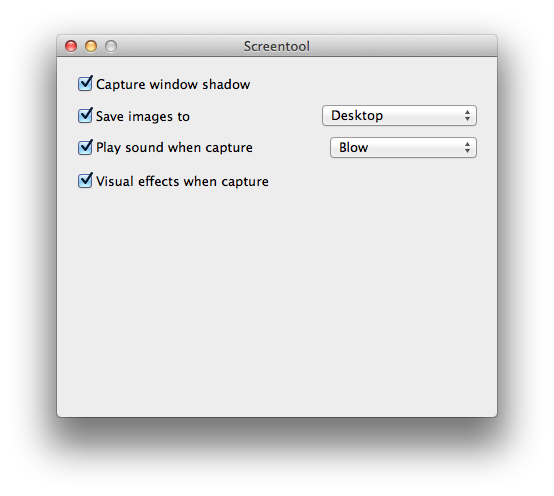 Screentool
Capture window shadow
Save images to Desktop
Play sound when capture Blow
Visual effects when capture